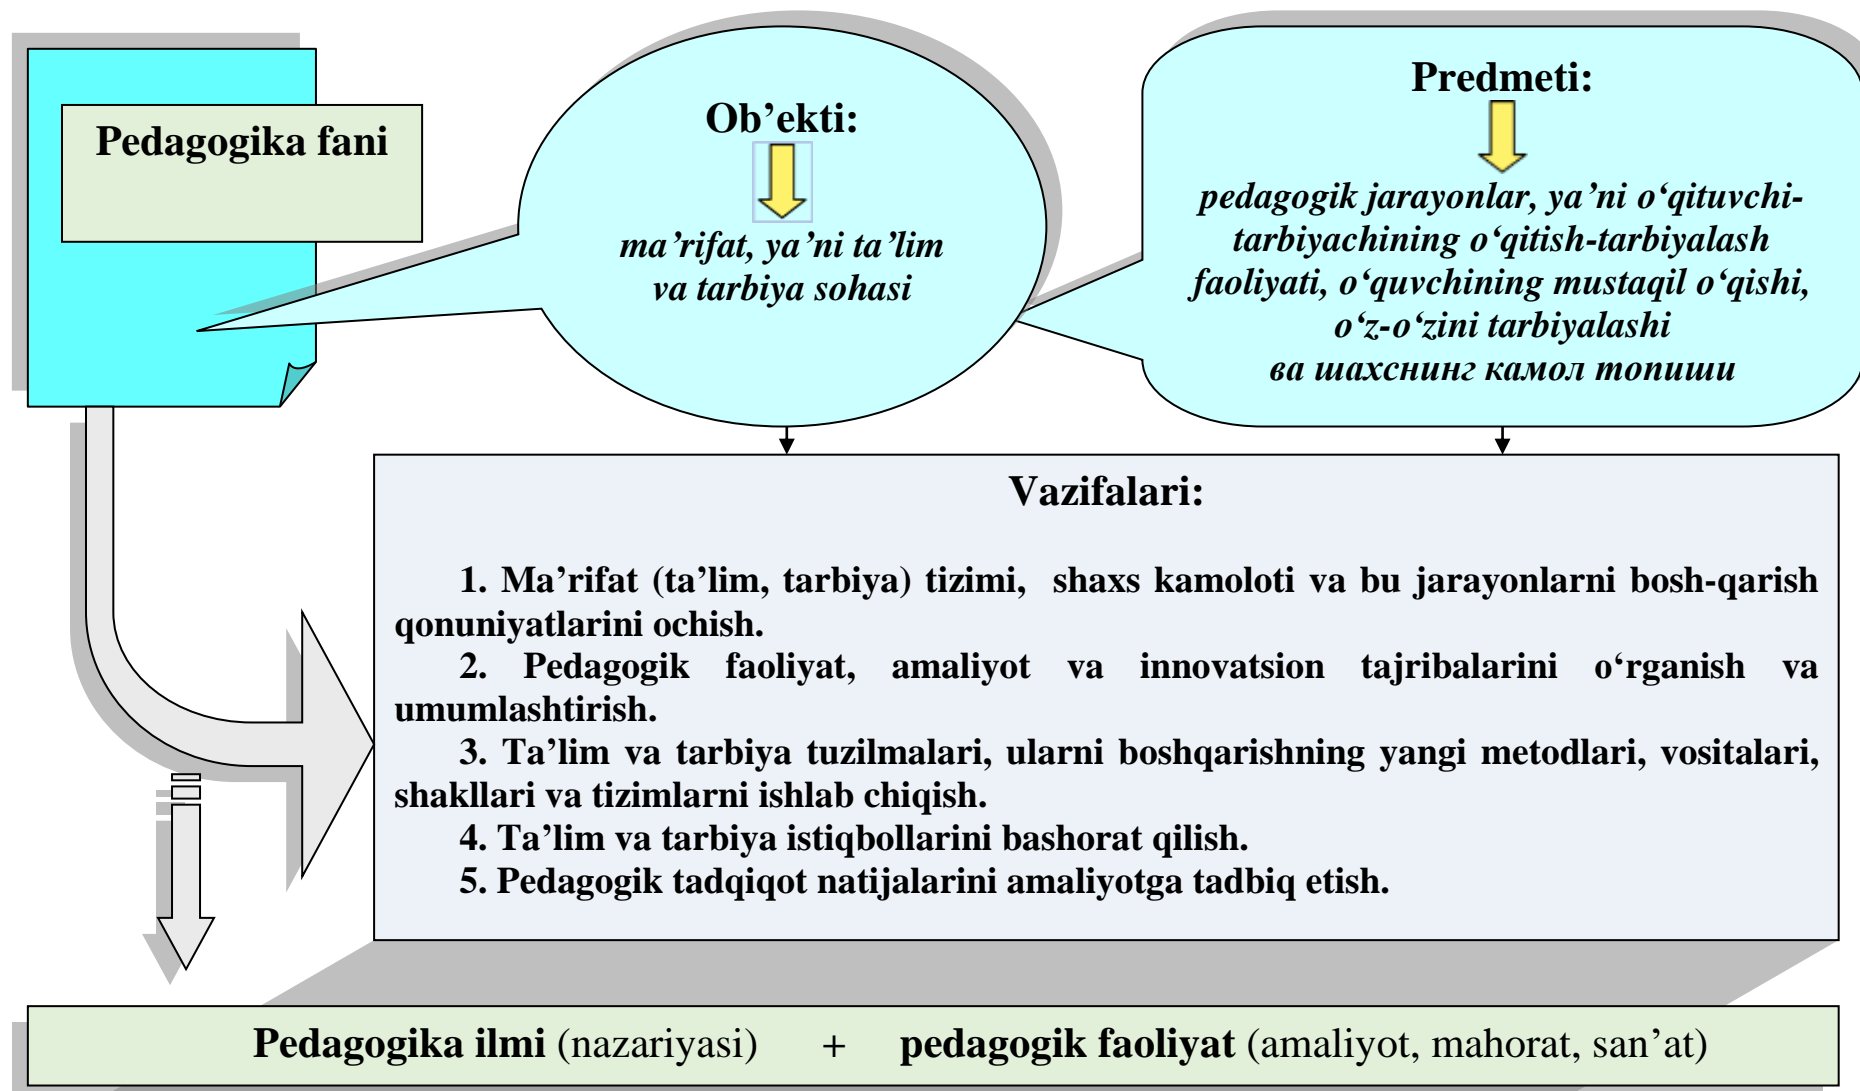 Pedagogika fani
Ob’ekti:
ma’rifat, ya’ni ta’lim
va tarbiya sohasi
Predmeti:
pedagogik jarayonlar, ya’ni o‘qituvchi-
tarbiyachining o‘qitish-tarbiyalash
faoliyati, o‘quvchining mustaqil o‘qishi,
o‘z-o‘zini tarbiyalashi
ва шахснинг камол топиши
Vazifalari:
1. Ma’rifat (ta’lim, tarbiya) tizimi, shaxs kamoloti va bu jarayonlarni bosh-qarish
qonuniyatlarini ochish.
2. Pedagogik faoliyat, amaliyot va innovatsion tajribalarini o‘rganish va
umumlashtirish.
3. Ta’lim va tarbiya tuzilmalari, ularni boshqarishning yangi metodlari, vositalari,
shakllari va tizimlarni ishlab chiqish.
4. Ta’lim va tarbiya istiqbollarini bashorat qilish.
5. Pedagogik tadqiqot natijalarini amaliyotga tadbiq etish.
Pedagogika ilmi (nazariyasi) + pedagogik faoliyat (amaliyot, mahorat, san’at)